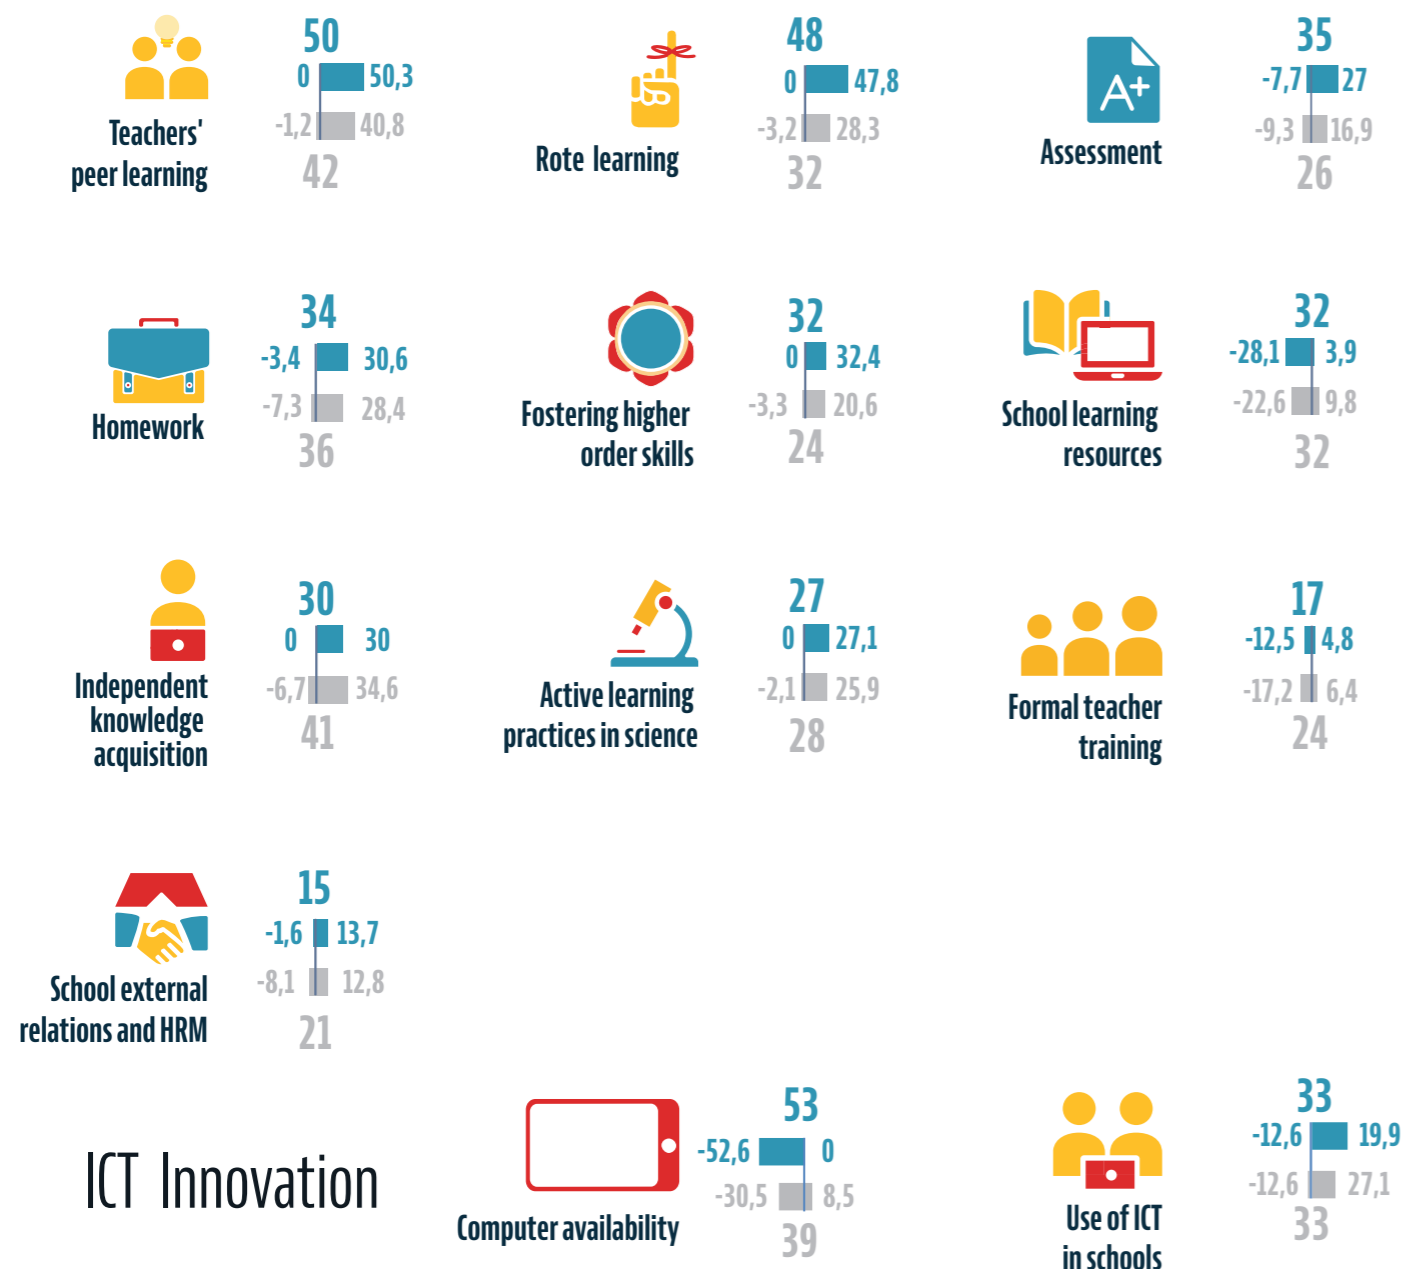 50
0 50,3
-1,2 40,8
42
Teachers'
peer learning
48
0 47,8
-3,2 28,3
32
Rote learning
A+
35
-7,7 27
-9,3 16,9
26
Assessment
34
-3,4 30,6
-7,3 28,4
36
Homework
32
0 32,4
-3,3 20,6
24
Fostering higher
order skills
32
-28,1 3,9
-22,6 9,8
32
School learning
resources
30
0 30
-6,7 34,6
41
Independent
knowledge
acquisition
27
0 27,1
-2,1 25,9
28
Active learning
practices in science
17
-12,5 4,8
-17,2 6,4
24
Formal teacher
training
15
-1,6 13,7
-8,1 12,8
21
School external
relations and HRM
ICT Innovation
53
-52,6 0
-30,5 8,5
39
Computer availability
33
-12,6 19,9
-12,6 27,1
33
Use of ICT
in schools